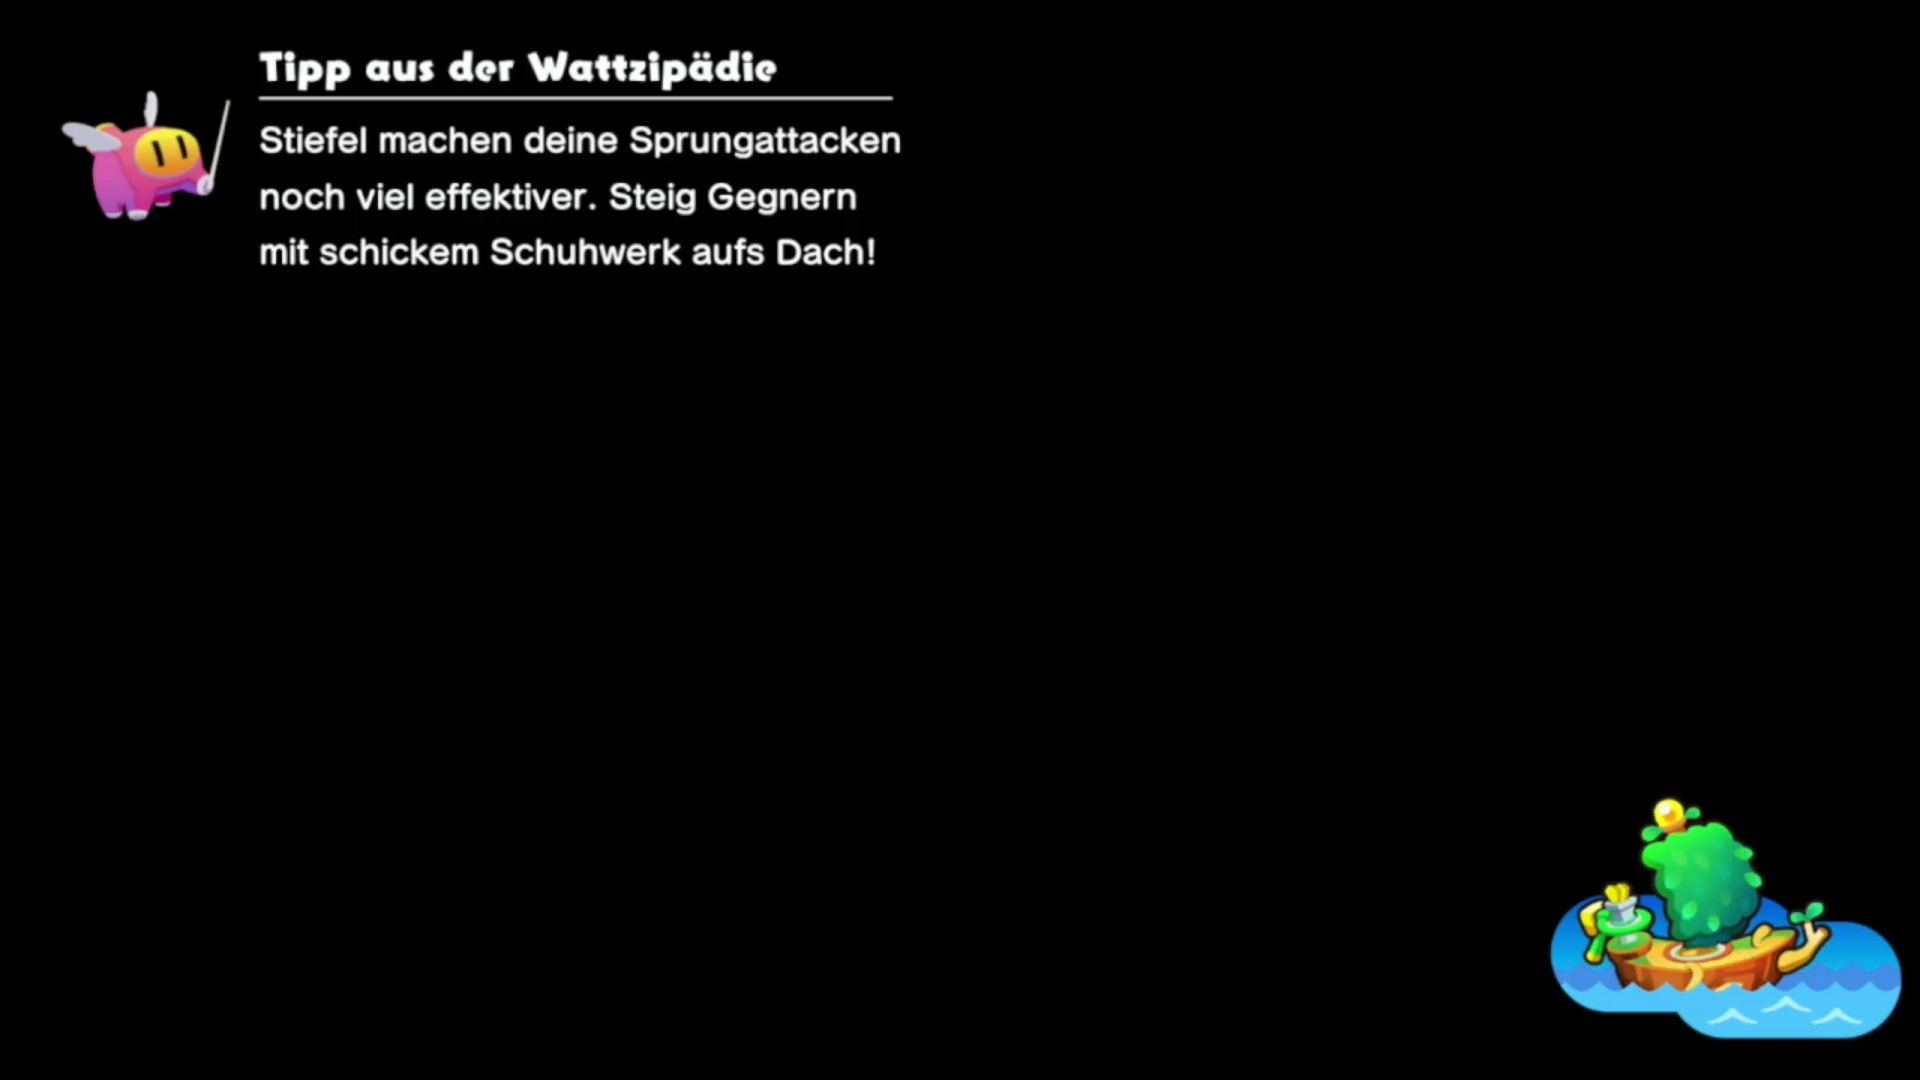 Tipp aus der Wattzipädie
Stiefel machen deine Sprungattacken
noch viel effektiver. Steig Gegnern
mit schickem Schuhwerk aufs Dach!